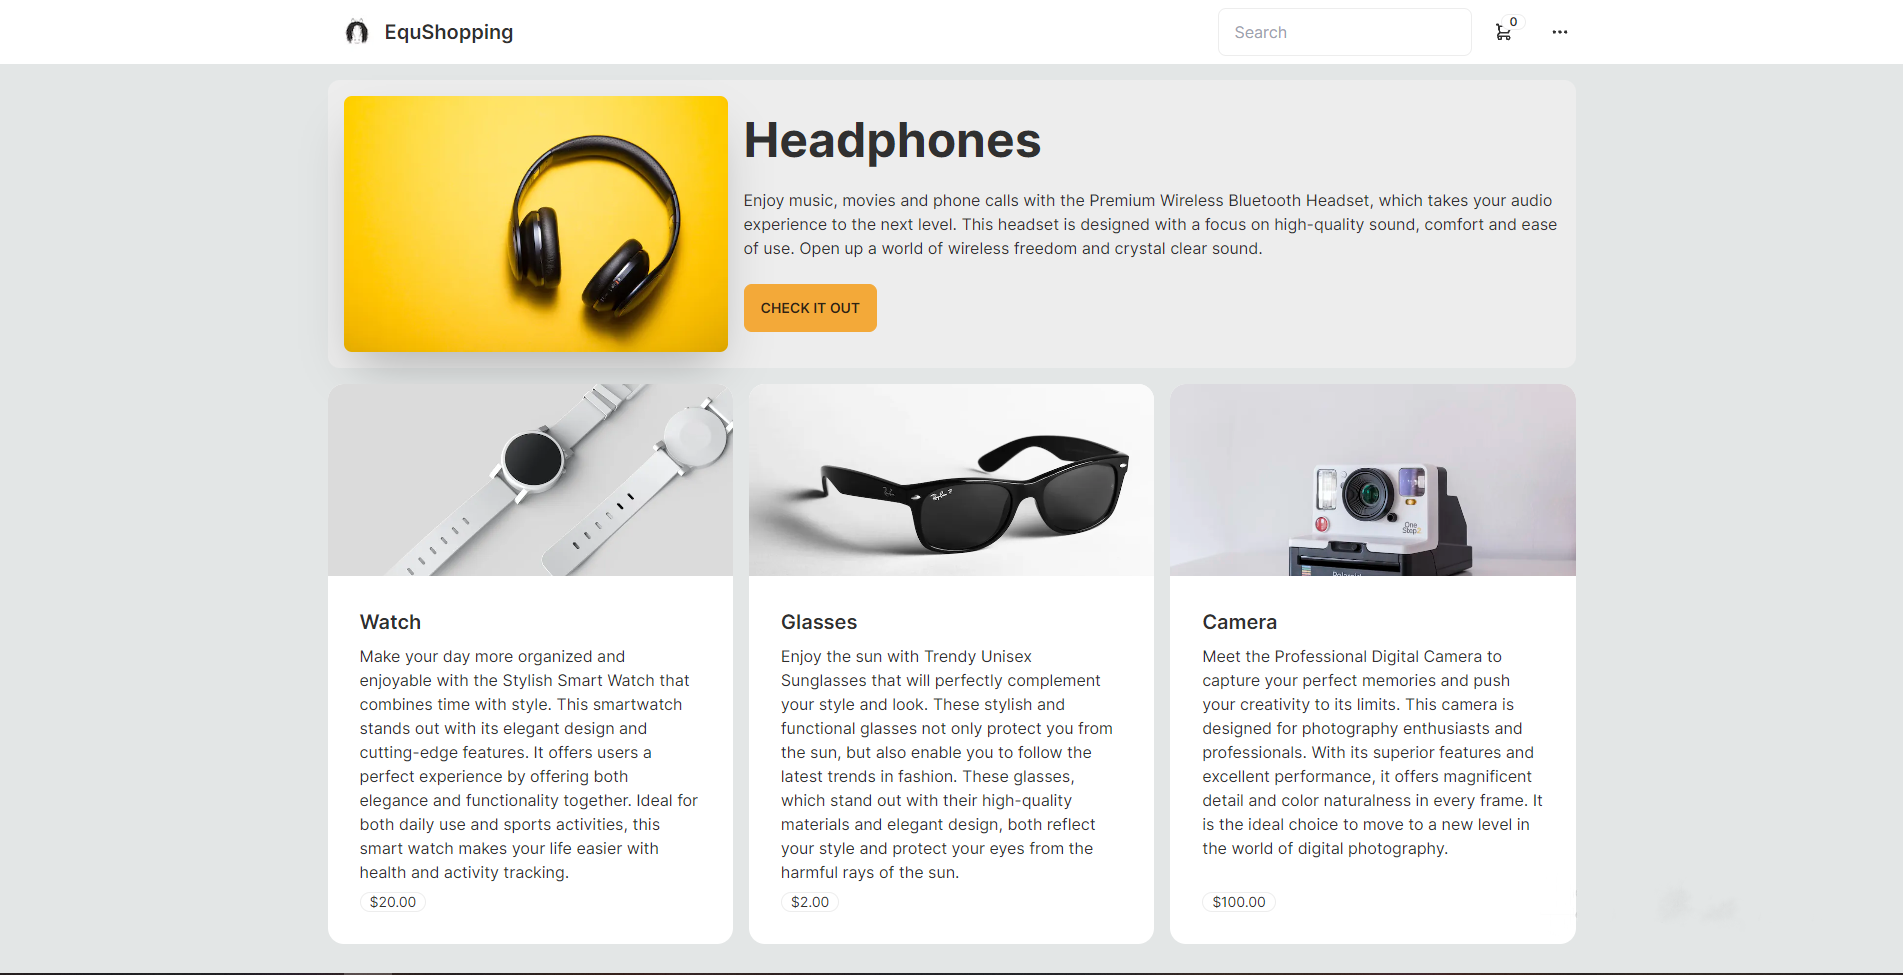 EquShopping
Search
0
Headphones
Enjoy music, movies and phone calls with the Premium Wireless Bluetooth Headset, which takes your audio
experience to the next level. This headset is designed with a focus on high-quality sound, comfort and ease
of use. Open up a world of wireless freedom and crystal clear sound.
CHECK IT OUT
Ray-Ban
One
Step2
Polaroid
Watch
Make your day more organized and
enjoyable with the Stylish Smart Watch that
combines time with style. This smartwatch
stands out with its elegant design and
cutting-edge features. It offers users a
perfect experience by offering both
elegance and functionality together. Ideal for
both daily use and sports activities, this
smart watch makes your life easier with
health and activity tracking.
$20.00
Glasses
Enjoy the sun with Trendy Unisex
Sunglasses that will perfectly complement
your style and look. These stylish and
functional glasses not only protect you from
the sun, but also enable you to follow the
latest trends in fashion. These glasses,
which stand out with their high-quality
materials and elegant design, both reflect
your style and protect your eyes from the
harmful rays of the sun.
$2.00
Camera
Meet the Professional Digital Camera to
capture your perfect memories and push
your creativity to its limits. This camera is
designed for photography enthusiasts and
professionals. With its superior features and
excellent performance, it offers magnificent
detail and color naturalness in every frame. It
is the ideal choice to move to a new level in
the world of digital photography.
$100.00